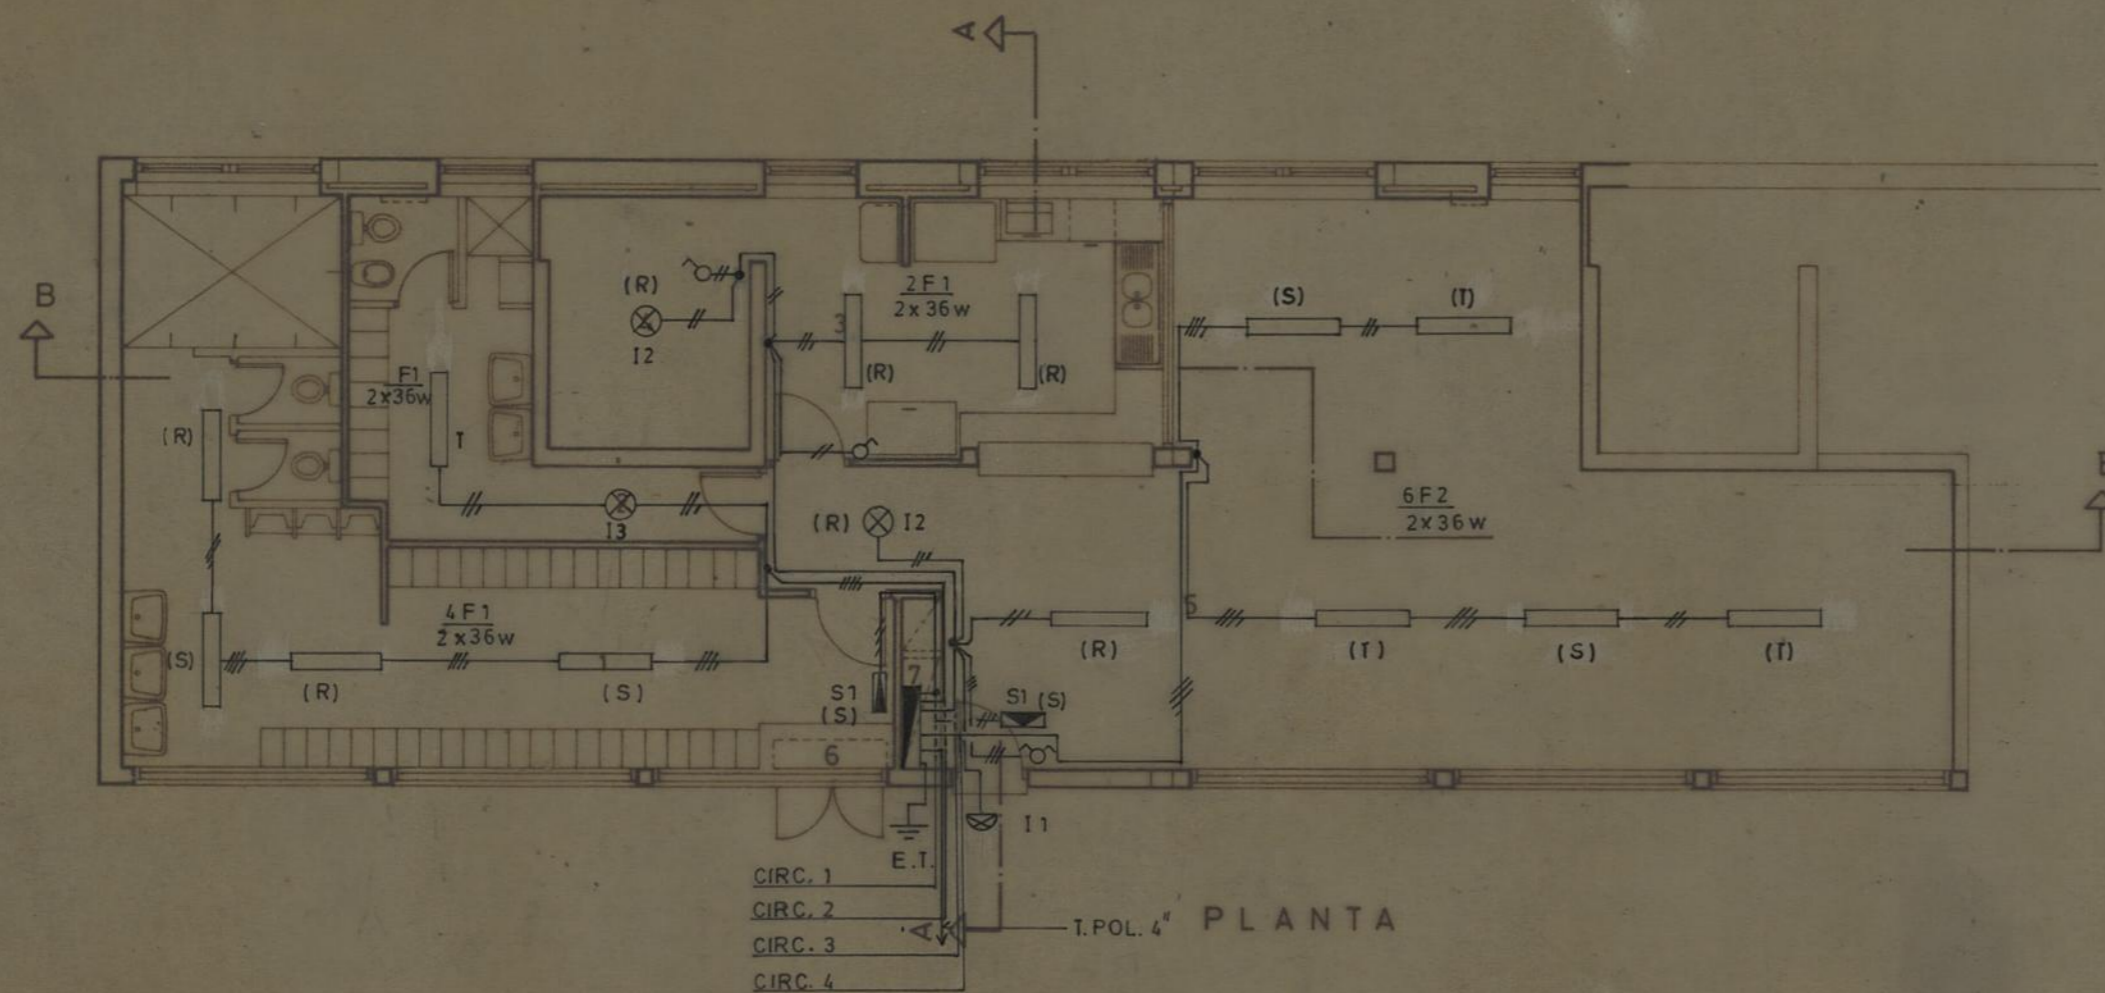 A
B
(R)
I2
2F1
2x36w
3
(R)
(R)
(S)
(T)
F1
2x36w
T
(R)
I3
(R)
I2
6F2
2x36w
4F1
2x36w
(S)
(R)
(S)
S1
(S)
7
6
(R)
S1 (S)
5
(T)
(S)
(T)
I1
E.T.
CIRC. 1
CIRC. 2
CIRC. 3
CIRC. 4
A
T. POL. 4"
PLANTA